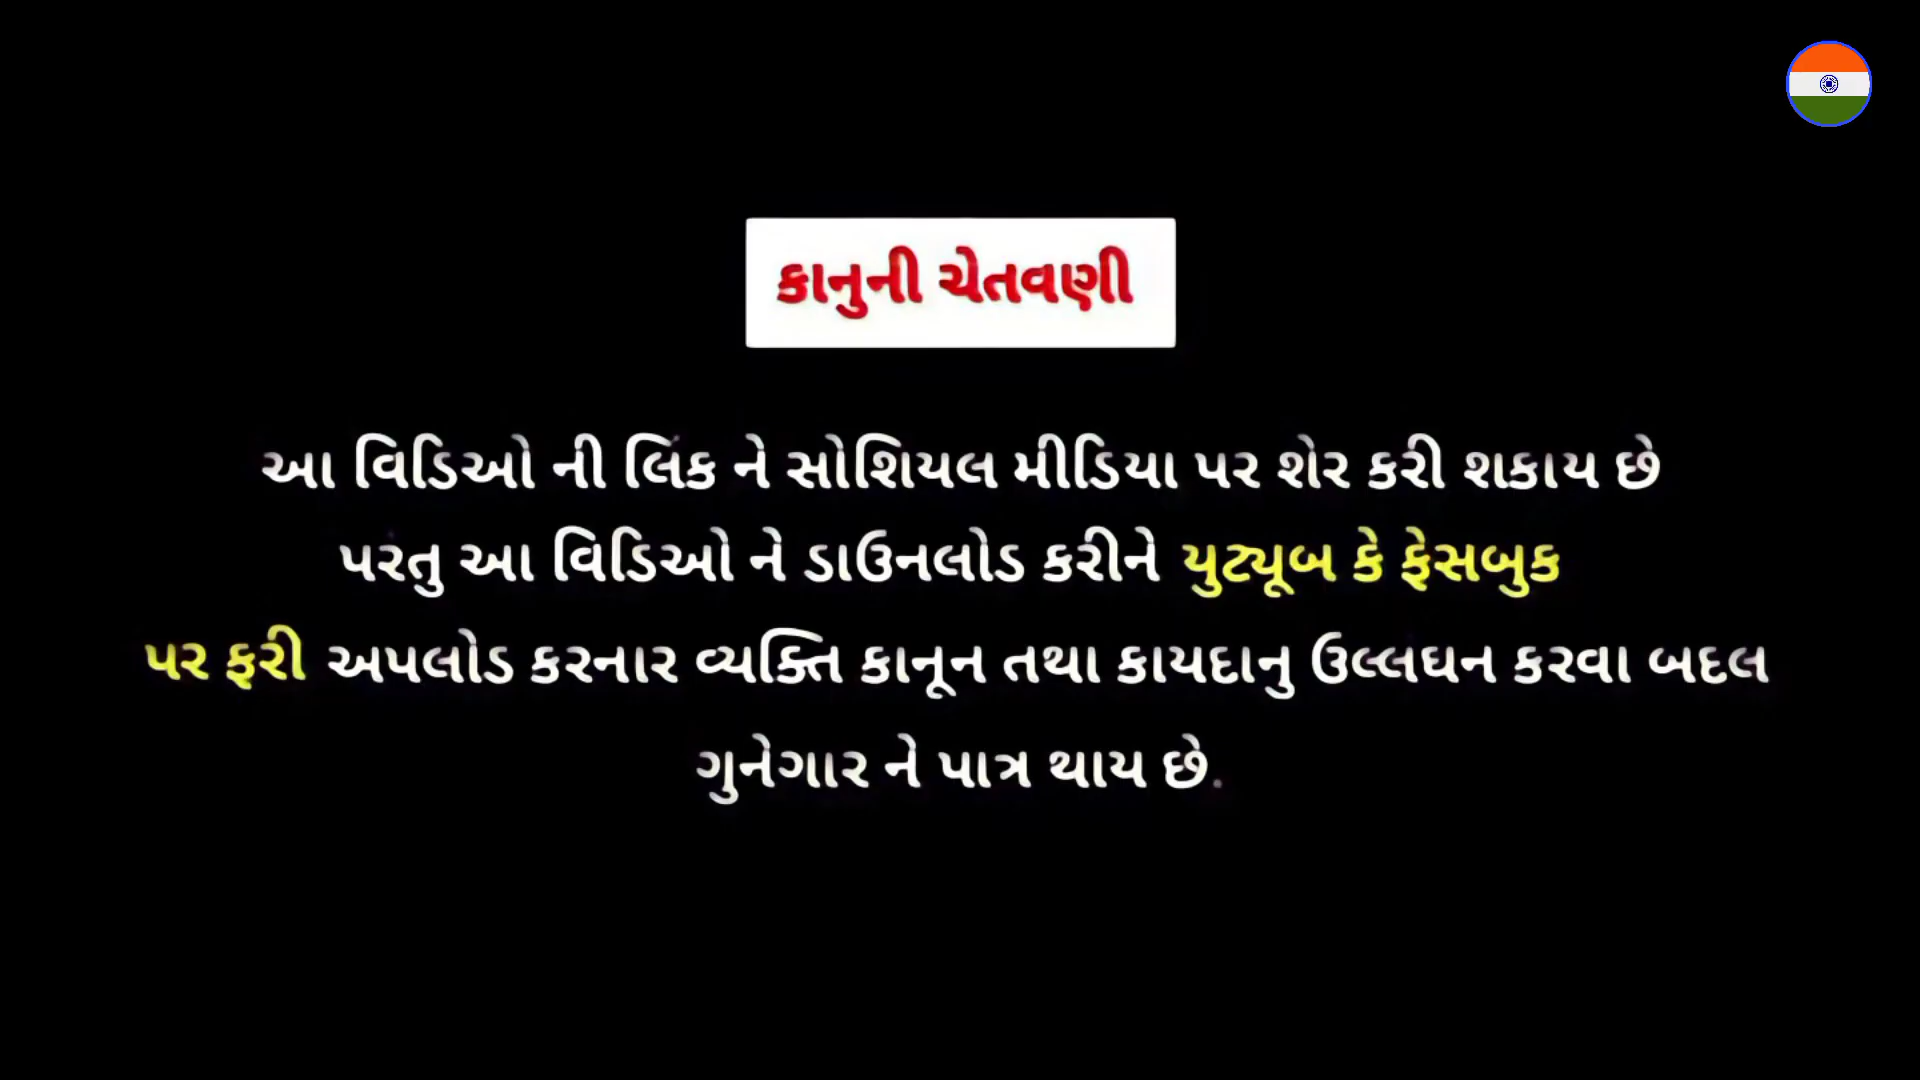 કાનુની ચેતવણી
આ વિડિઓ ની લિંક ને સોશિયલ મીડિયા પર શેર કરી શકાય છે
પરંતુ આ વિડિઓ ને ડાઉનલોડ કરીને યુટ્યૂબ કે ફેસબુક
પર ફરી અપલોડ કરનાર વ્યક્તિ કાનૂન તથા કાયદાનુ ઉલ્લઘન કરવા બદલ
ગુનેગાર ને પાત્ર થાય છે.